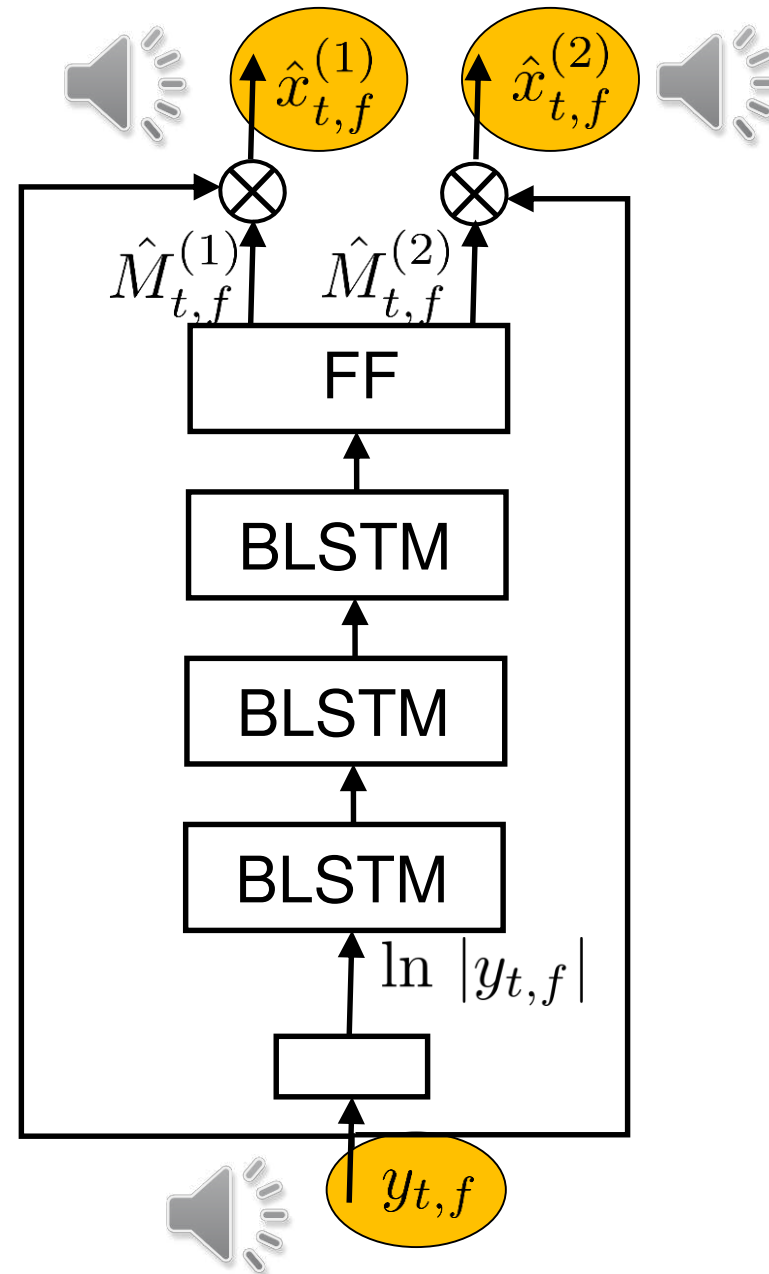 x̂_{t,f}^{(1)} x̂_{t,f}^{(2)}
M̂_{t,f}^{(1)} M̂_{t,f}^{(2)}
FF
BLSTM
BLSTM
BLSTM
ln |y_{t,f}|
y_{t,f}